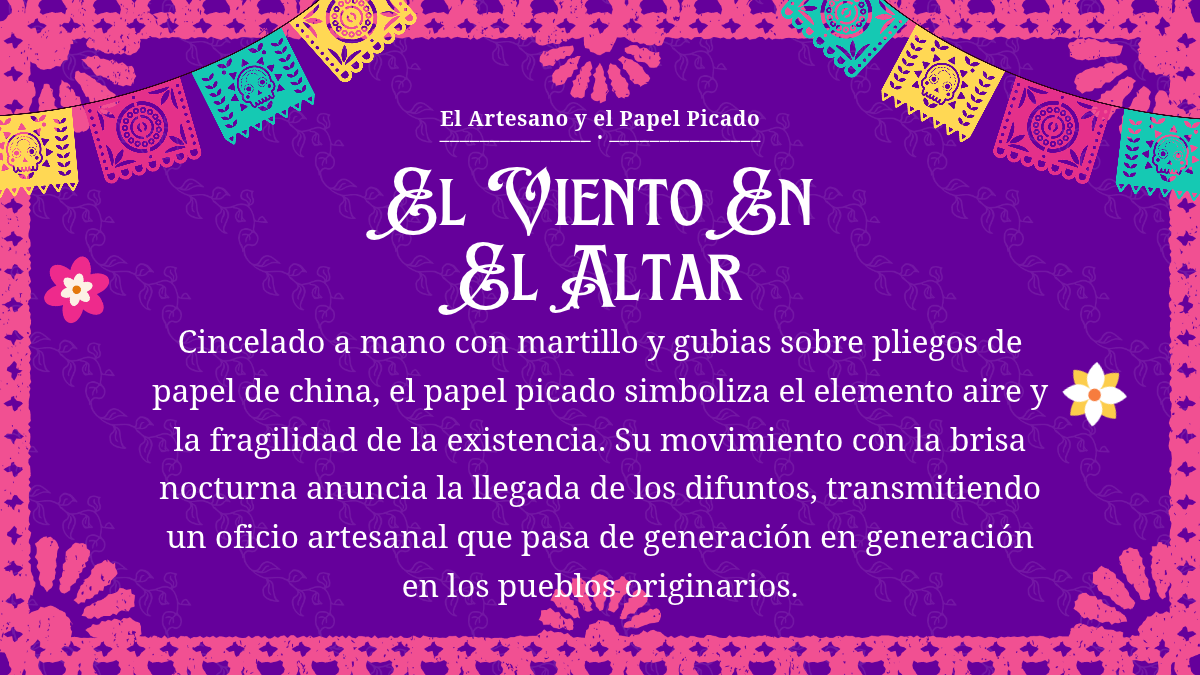 El Artesano y el Papel Picado
El Viento En
El Altar
Cincelado a mano con martillo y gubias sobre pliegos de
papel de china, el papel picado simboliza el elemento aire y
la fragilidad de la existencia. Su movimiento con la brisa
nocturna anuncia la llegada de los difuntos, transmitiendo
un oficio artesanal que pasa de generación en generación
en los pueblos originarios.